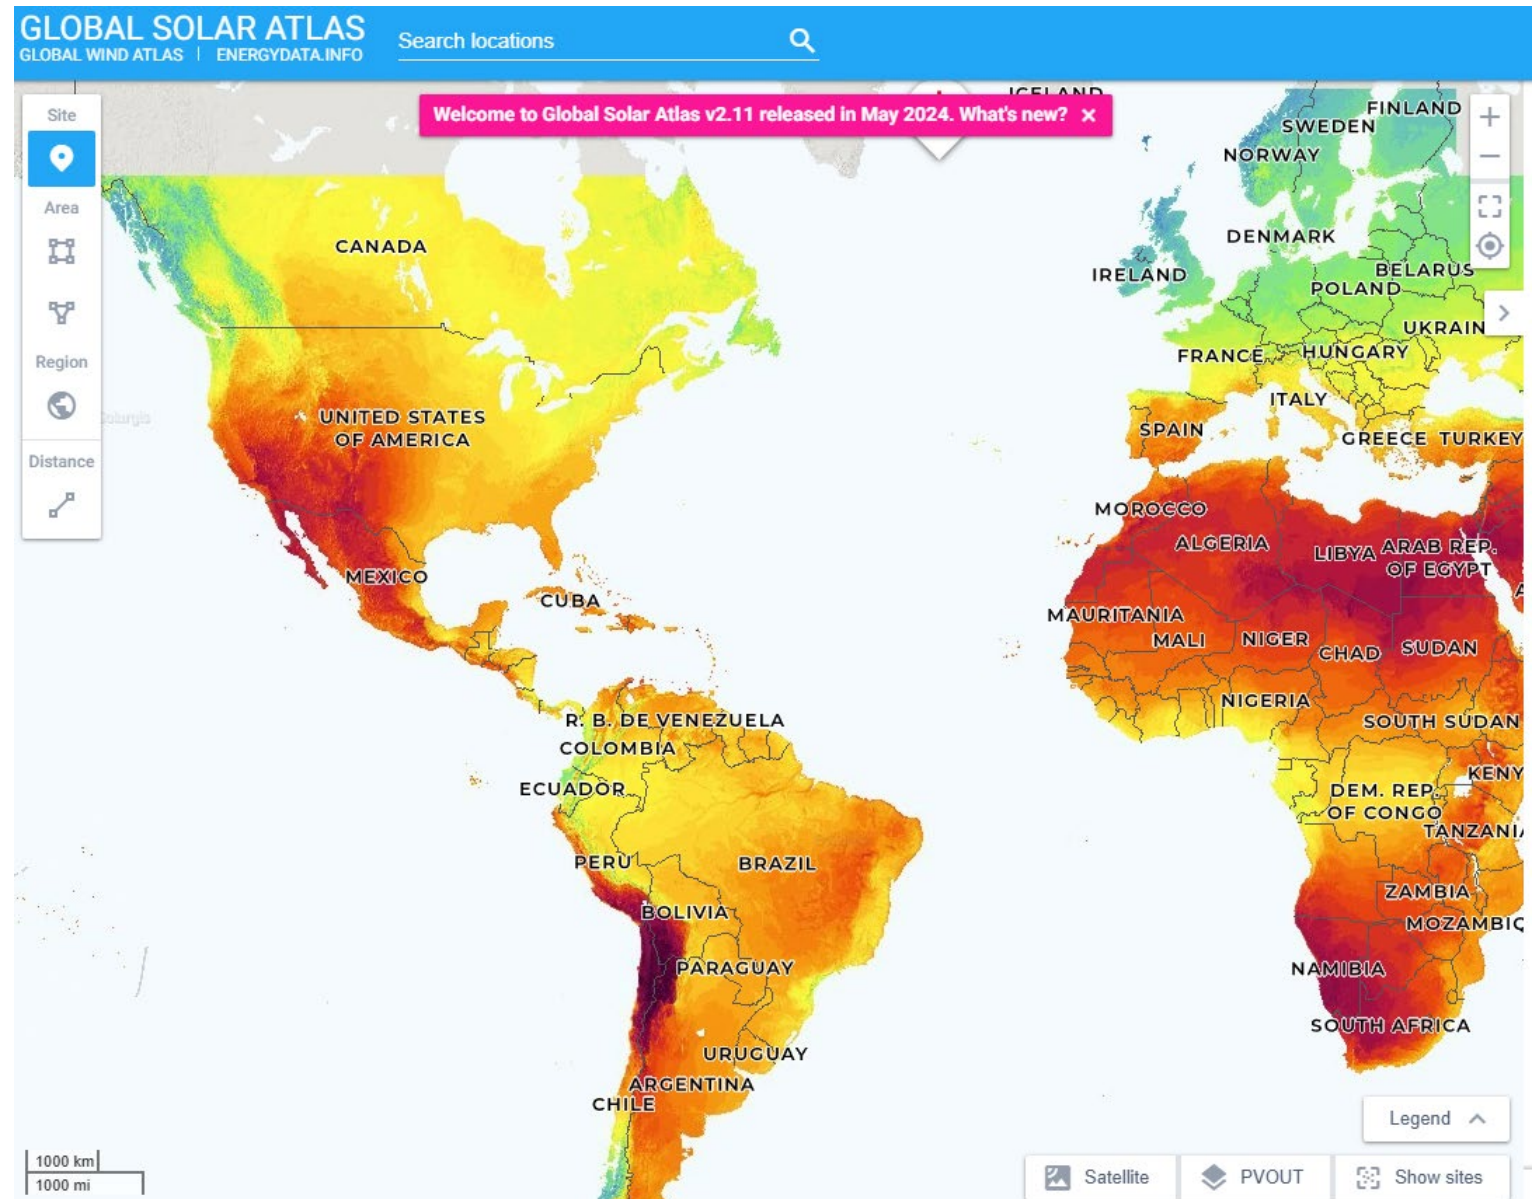 GLOBAL SOLAR ATLAS
GLOBAL WIND ATLAS | ENERGYDATA.INFO
Search locations
Welcome to Global Solar Atlas v2.11 released in May 2024. What's new? ×
Site
Area
Region
Distance
ICELAND
FINLAND
SWEDEN
NORWAY
DENMARK
IRELAND
BELARUS
POLAND
UKRAIN
FRANCE
HUNGARY
ITALY
SPAIN
GREECE
TURKEY
CANADA
UNITED STATES
OF AMERICA
Solargis
MEXICO
CUBA
MOROCCO
ALGERIA
LIBYA
ARAB REP.
OF EGYPT
A
MAURITANIA
MALI
NIGER
CHAD
SUDAN
NIGERIA
SOUTH SUDAN
R. B. DE VENEZUELA
COLOMBIA
ECUADOR
KENY
DEM. REP.
OF CONGO
TANZANI
PERU
BRAZIL
BOLIVIA
ZAMBIA
MOZAMBIQ
PARAGUAY
NAMIBIA
SOUTH AFRICA
URUGUAY
ARGENTINA
CHILE
Legend
1000 km
1000 mi
Satellite
PVOUT
Show sites